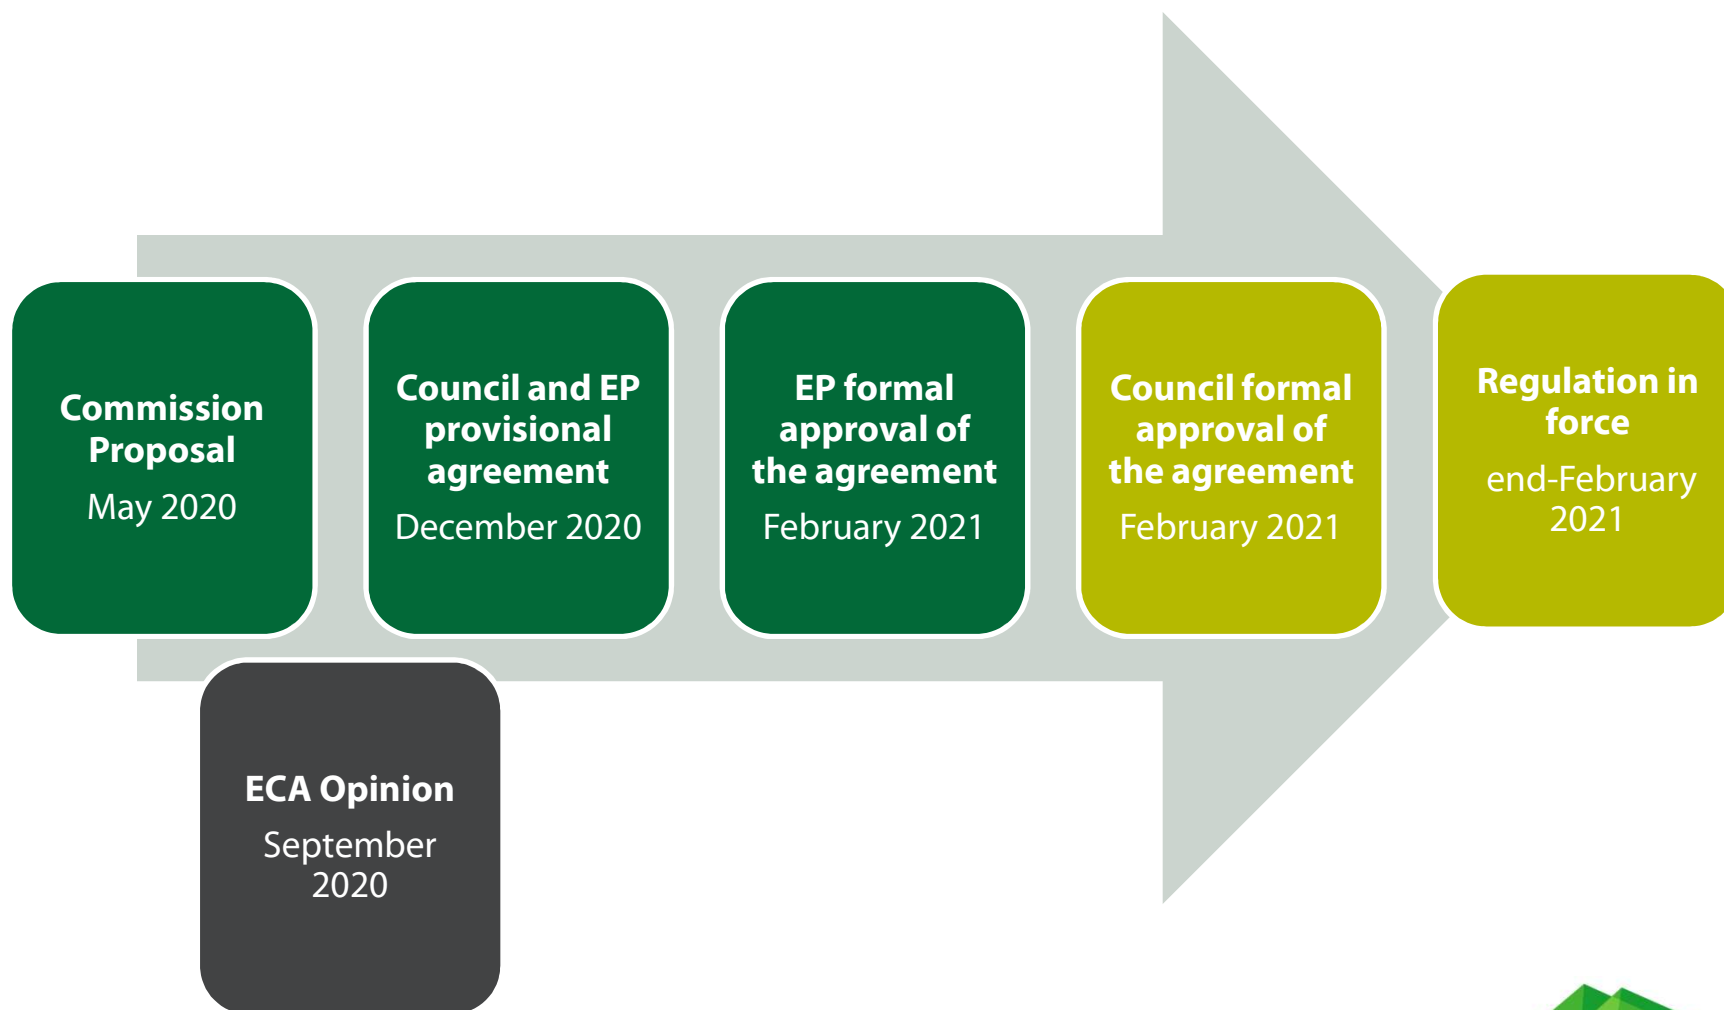 Commission
Proposal
May 2020
Council and EP
provisional
agreement
December 2020
EP formal
approval of
the agreement
February 2021
Council formal
approval of
the agreement
February 2021
Regulation in
force
end-February
2021
ECA Opinion
September
2020